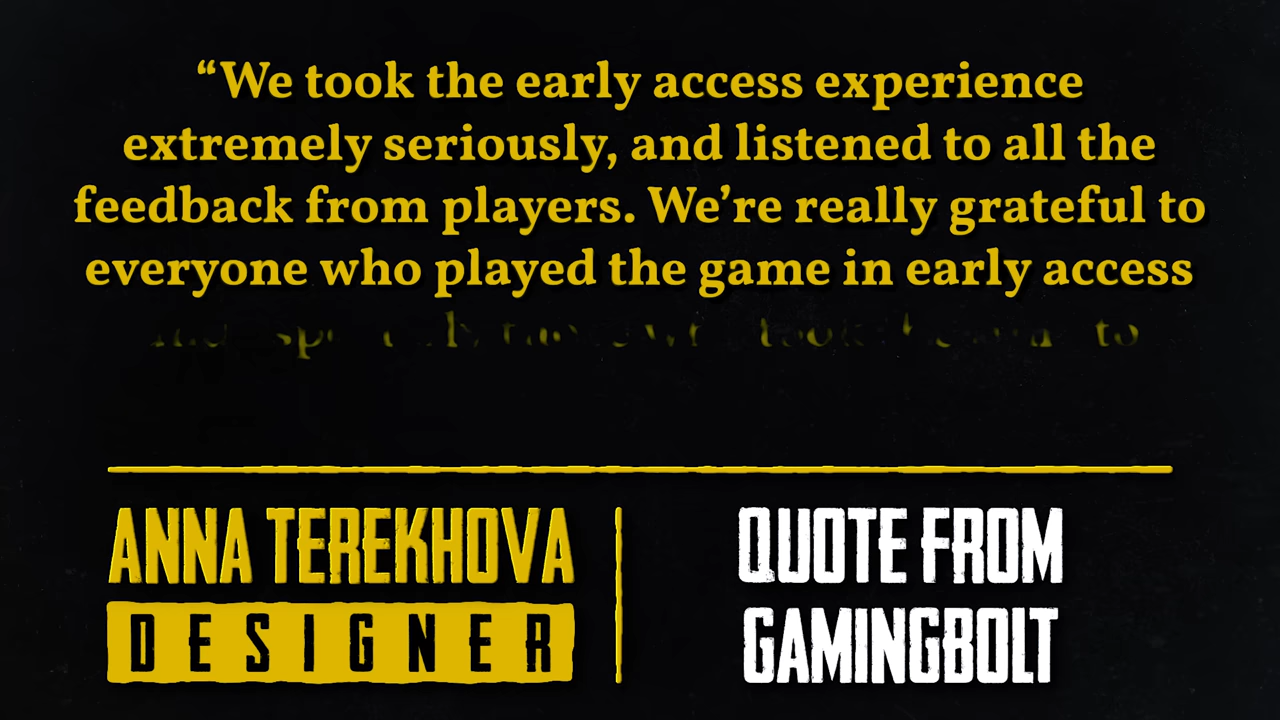 “We took the early access experience
extremely seriously, and listened to all the
feedback from players. We’re really grateful to
everyone who played the game in early access
to
ANNA TEREKHOVA
DESIGNER
QUOTE FROM
GAMINGBOLT